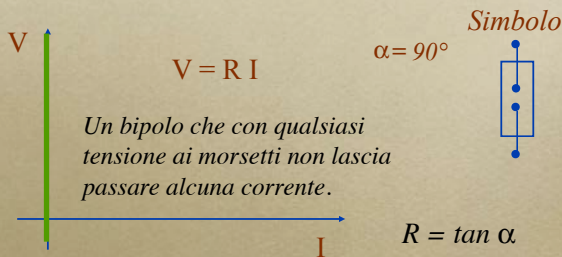 Simbolo
V
α= 90°
V = R I
Un bipolo che con qualsiasi
tensione ai morsetti non lascia
passare alcuna corrente.
R = tan α
I